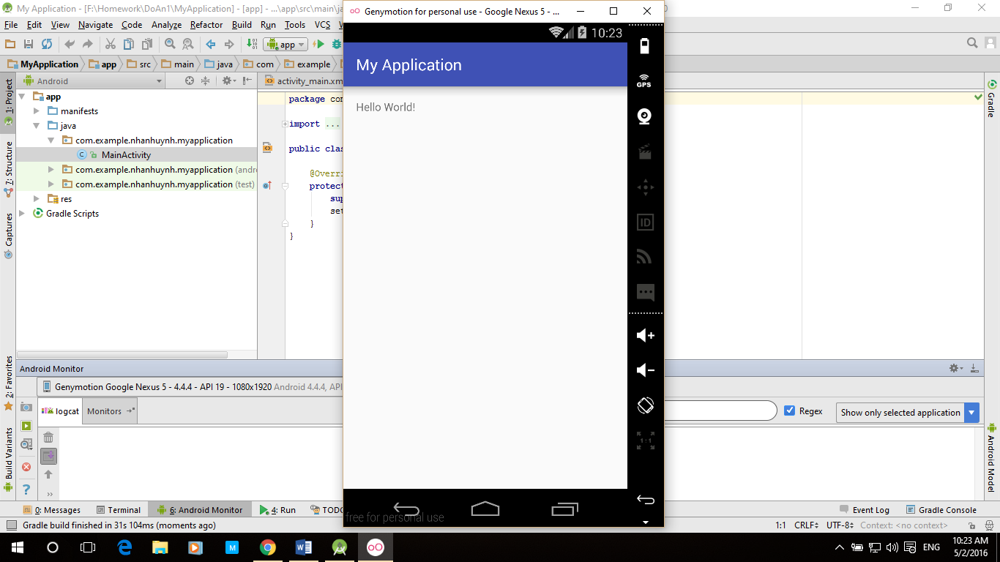 My Application - [F:\Homework\DoAn1\MyApplication] - [app] - ...\app\src\main\ja
File Edit View Navigate Code Analyze Refactor Build Run Tools VCS
app
MyApplication app src main java com example
1: Project
7: Structure
Captures
2: Favorites
Build Variants
Android
app
manifests
java
com.example.nhanhuynh.myapplication
MainActivity
com.example.nhanhuynh.myapplication (andr
com.example.nhanhuynh.myapplication (test)
res
Gradle Scripts
activity_main.xm
package con
import ...
public clas
@Overri
protect
sup
set
}
}
Genymotion for personal use - Google Nexus 5 - ...
10:23
My Application
Hello World!
free for personal use
GPS
ID
1:1
Gradle
Android Model
Android Monitor
Genymotion Google Nexus 5 - 4.4.4 - API 19 - 1080x1920 Android 4.4.4, API
logcat Monitors
Regex
Show only selected application
0: Messages Terminal 6: Android Monitor 4: Run TODO Event Log Gradle Console
Gradle build finished in 31s 104ms (moments ago) 1:1 CRLF UTF-8 Context: <no context>
ENG
10:23 AM
5/2/2016